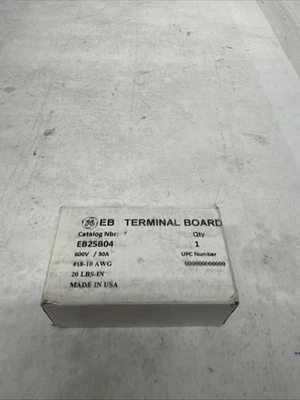 GE EB TERMINAL BOARD
Catalog Nbr: Qty
EB25B04 1
600V / 30A UPC Number
#18-10 AWG 000000000000
20 LBS-IN
MADE IN USA